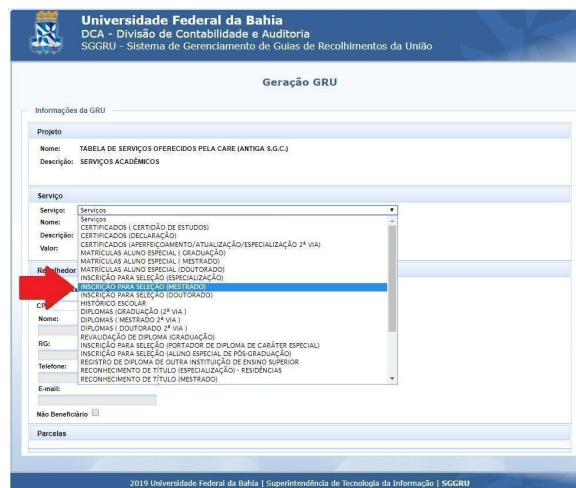 Universidade Federal da Bahia
DCA - Divisão de Contabilidade e Auditoria
SGGRU - Sistema de Gerenciamento de Guias de Recolhimentos da União
Geração GRU
Informações da GRU
Projeto
Nome: TABELA DE SERVIÇOS OFERECIDOS PELA CARE (ANTIGA S.G.C.)
Descrição: SERVIÇOS ACADÊMICOS
Serviço
Serviço: Serviços
Nome: Serviços
CERTIFICADOS ( CERTIDÃO DE ESTUDOS)
Descrição: CERTIFICADOS (DECLARAÇÃO)
CERTIFICADOS (APERFEIÇOAMENTO/ATUALIZAÇÃO/ESPECIALIZAÇÃO 2ª VIA)
Valor: MATRÍCULAS ALUNO ESPECIAL ( GRADUAÇÃO)
MATRÍCULAS ALUNO ESPECIAL ( MESTRADO)
MATRÍCULAS ALUNO ESPECIAL (DOUTORADO)
INSCRIÇÃO PARA SELEÇÃO (ESPECIALIZAÇÃO)
INSCRIÇÃO PARA SELEÇÃO (MESTRADO)
INSCRIÇÃO PARA SELEÇÃO (DOUTORADO)
HISTÓRICO ESCOLAR
Nome: DIPLOMAS (GRADUAÇÃO (2ª VIA )
DIPLOMAS ( MESTRADO 2ª VIA )
DIPLOMAS ( DOUTORADO 2ª VIA )
REVALIDAÇÃO DE DIPLOMA (GRADUAÇÃO)
RG: INSCRIÇÃO PARA SELEÇÃO (PORTADOR DE DIPLOMA DE CARÁTER ESPECIAL)
INSCRIÇÃO PARA SELEÇÃO (ALUNO ESPECIAL DE PÓS-GRADUAÇÃO)
REGISTRO DE DIPLOMA DE OUTRA INSTITUIÇÃO DE ENSINO SUPERIOR
Telefone: RECONHECIMENTO DE TÍTULO (ESPECIALIZAÇÃO) - RESIDÊNCIAS
RECONHECIMENTO DE TÍTULO (MESTRADO)
E-mail:
Não Beneficiário
Parcelas
2019 Universidade Federal da Bahia | Superintendência de Tecnologia da Informação | SGGRU